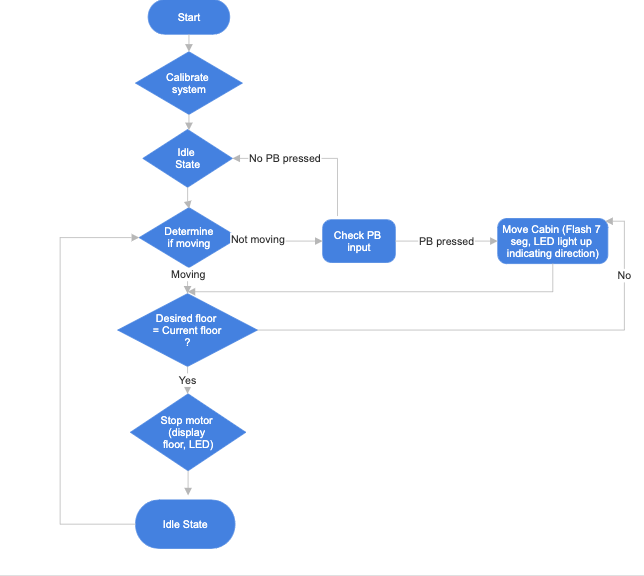 Start
Calibrate
system
Idle
State
No PB pressed
Determine
if moving
Not moving
Check PB
input
PB pressed
Move Cabin (Flash 7
seg, LED light up
indicating direction)
Moving
No
Desired floor
= Current floor
?
Yes
Stop motor
(display
floor, LED)
Idle State